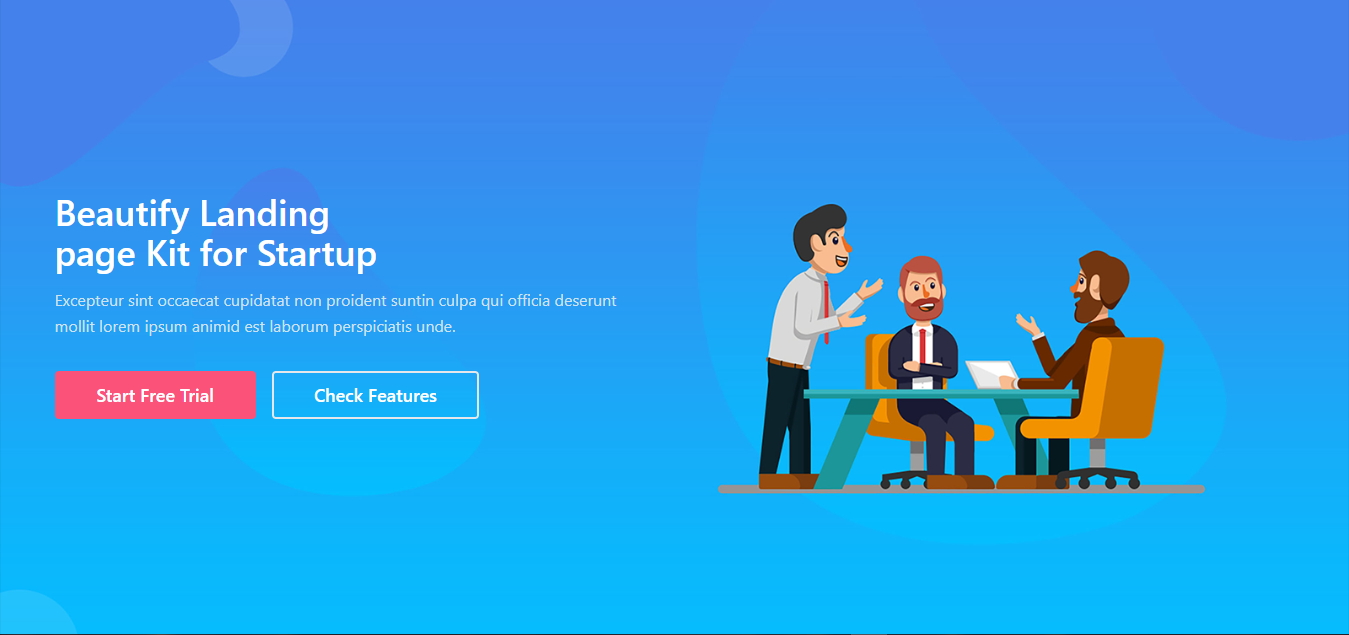 Beautify Landing
page Kit for Startup
Excepteur sint occaecat cupidatat non proident suntin culpa qui officia deserunt
mollit lorem ipsum animid est laborum perspiciatis unde.
Start Free Trial
Check Features